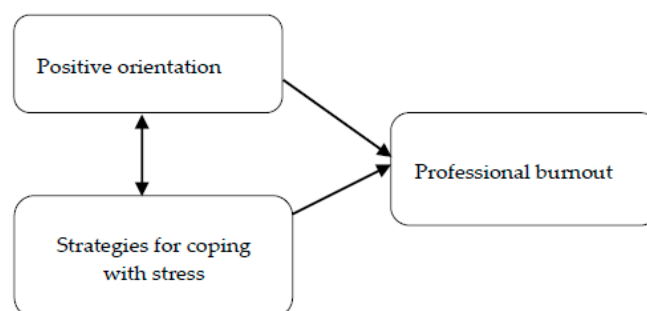 Positive orientation
Professional burnout
Strategies for coping
with stress